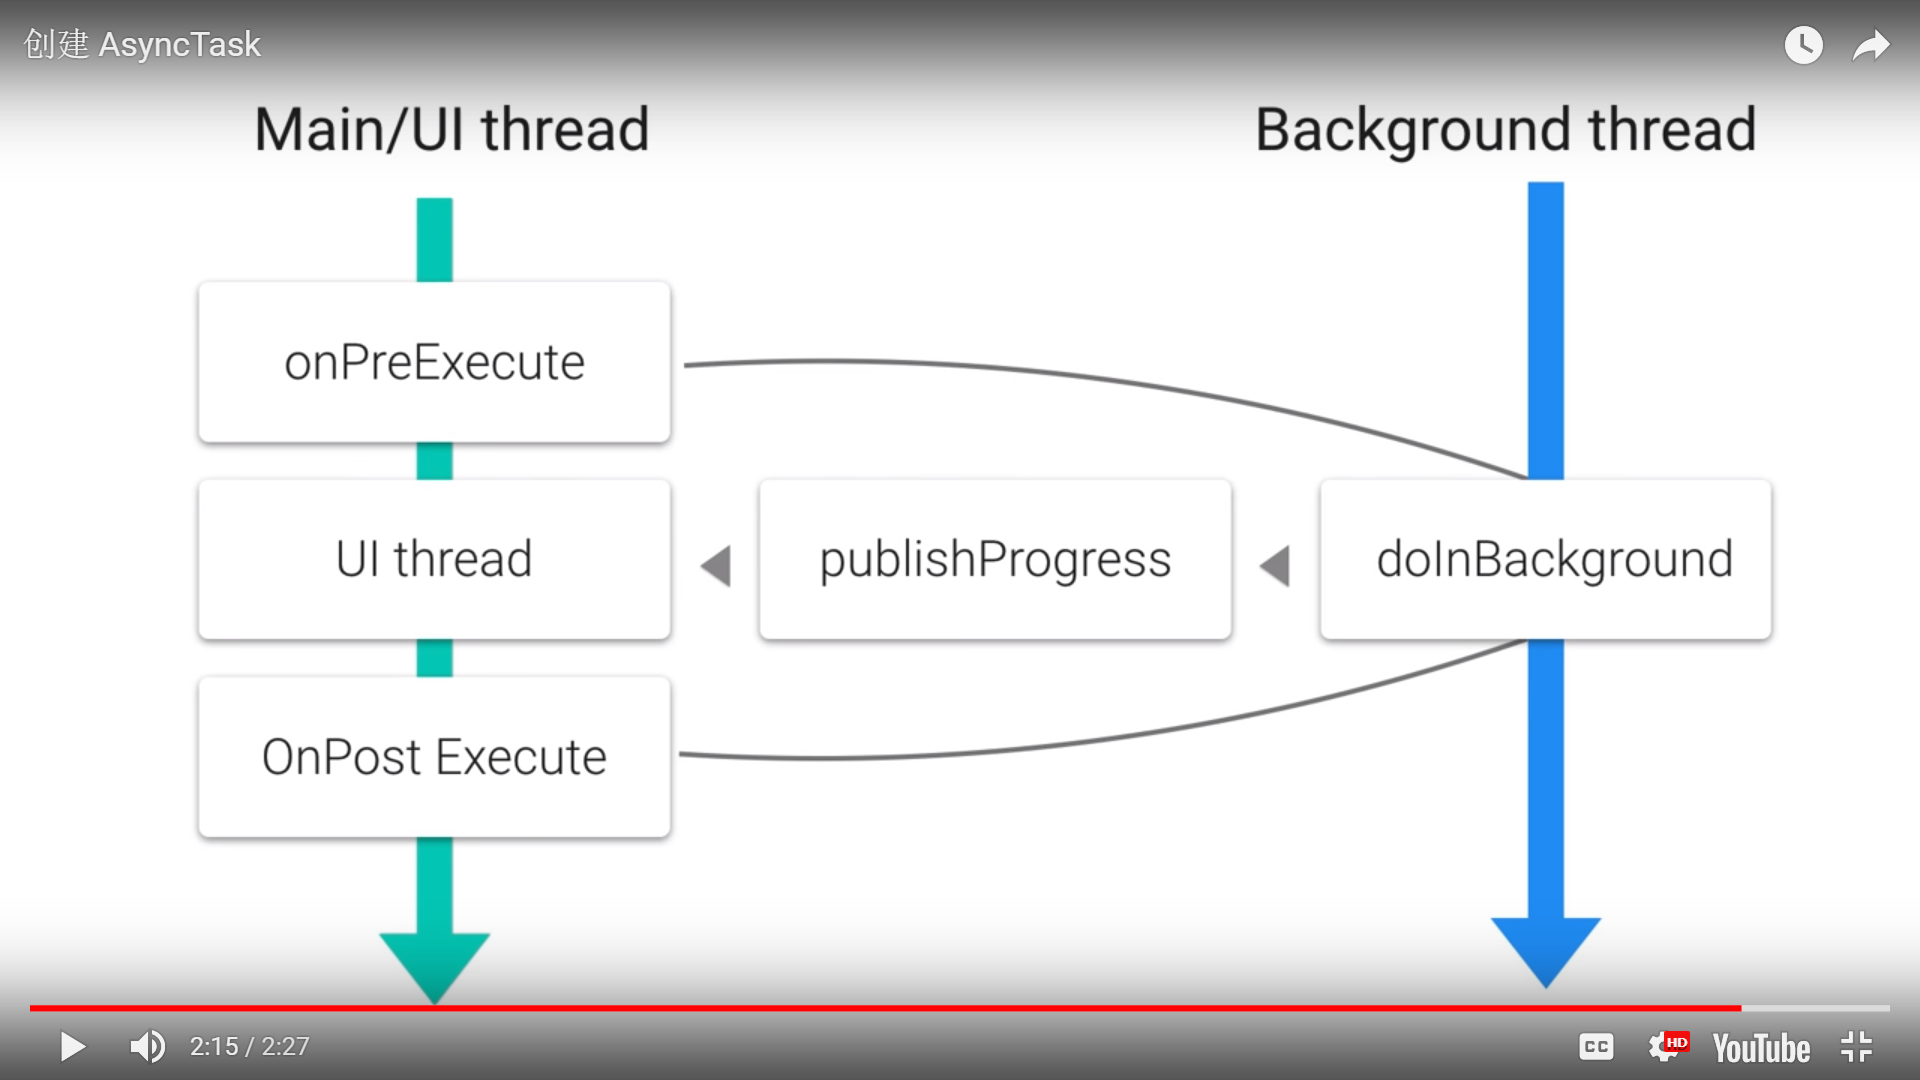 创建 AsyncTask
Main/UI thread
Background thread
onPreExecute
UI thread
publishProgress
doInBackground
OnPost Execute
2:15 / 2:27
CC
HD
YouTube